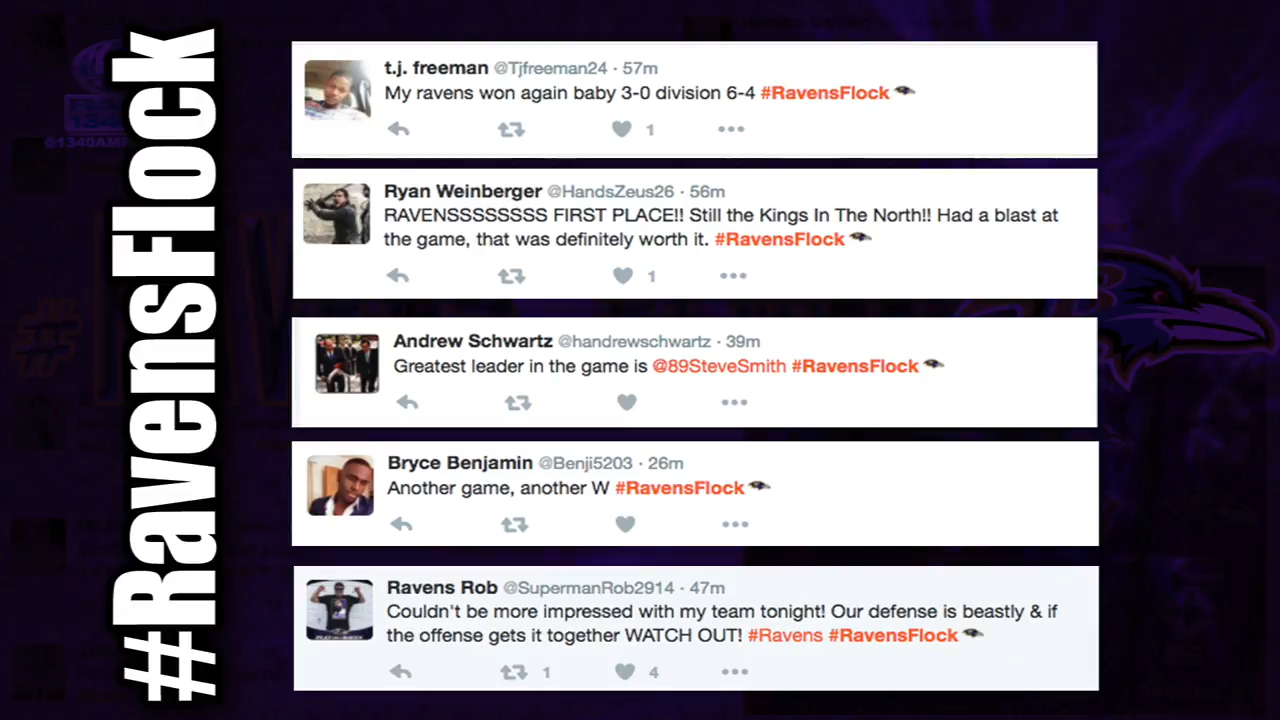 #RavensFlock
t.j. freeman @Tjfreeman24 · 57m
My ravens won again baby 3-0 division 6-4 #RavensFlock
1
Ryan Weinberger @HandsZeus26 · 56m
RAVENSSSSSSSS FIRST PLACE!! Still the Kings In The North!! Had a blast at
the game, that was definitely worth it. #RavensFlock
1
Andrew Schwartz @handrewschwartz · 39m
Greatest leader in the game is @89SteveSmith #RavensFlock
Bryce Benjamin @Benji5203 · 26m
Another game, another W #RavensFlock
Ravens Rob @SupermanRob2914 · 47m
Couldn't be more impressed with my team tonight! Our defense is beastly & if
the offense gets it together WATCH OUT! #Ravens #RavensFlock
1 4